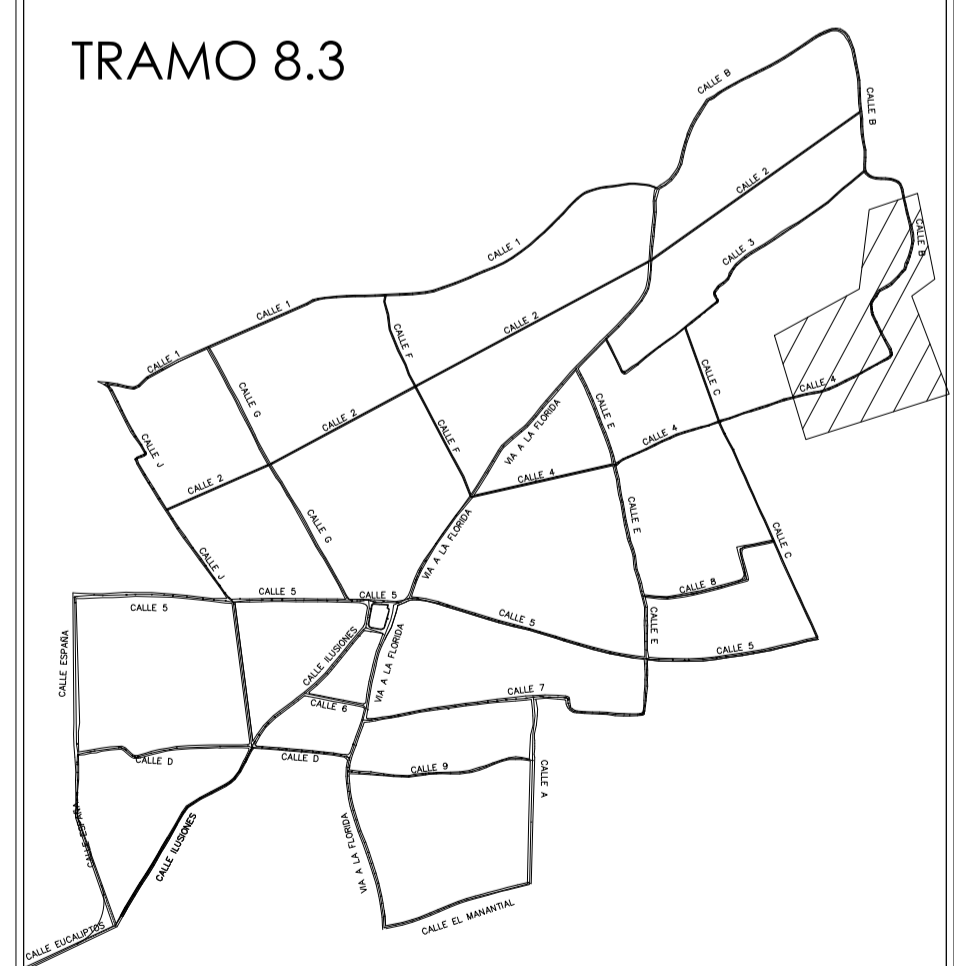 TRAMO 8.3
CALLE B
CALLE B
CALLE 2
CALLE B
CALLE 1
CALLE 3
CALLE 1
CALLE 2
CALLE F
CALLE 1
CALLE C
CALLE 4
CALLE G
CALLE E
VIA A LA FLORIDA
CALLE 2
CALLE F
CALLE 4
CALLE J
CALLE 4
CALLE 2
CALLE G
CALLE E
VIA A LA FLORIDA
CALLE C
CALLE J
CALLE 8
CALLE 5
CALLE 5
CALLE 5
CALLE 5
CALLE E
CALLE 5
CALLE ESPAÑA
CALLE ILUSIONES
VIA A LA FLORIDA
CALLE 7
CALLE 6
CALLE D
CALLE D
CALLE 9
CALLE A
CALLE ESPAÑA
CALLE ILUSIONES
VIA A LA FLORIDA
CALLE EL MANANTIAL
CALLE EUCALIPTOS